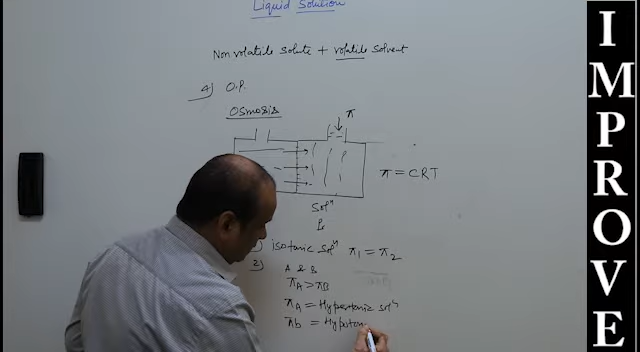 Liquid Solution
Non volatile solute + volatile solvent
4) O.P.
Osmosis
π
π = CRT
Solⁿ
1) isotonic solⁿ π₁ = π₂
2) A & B
πA > πB
πA = Hypertonic solⁿ
πb = Hypoton
IMPROVE